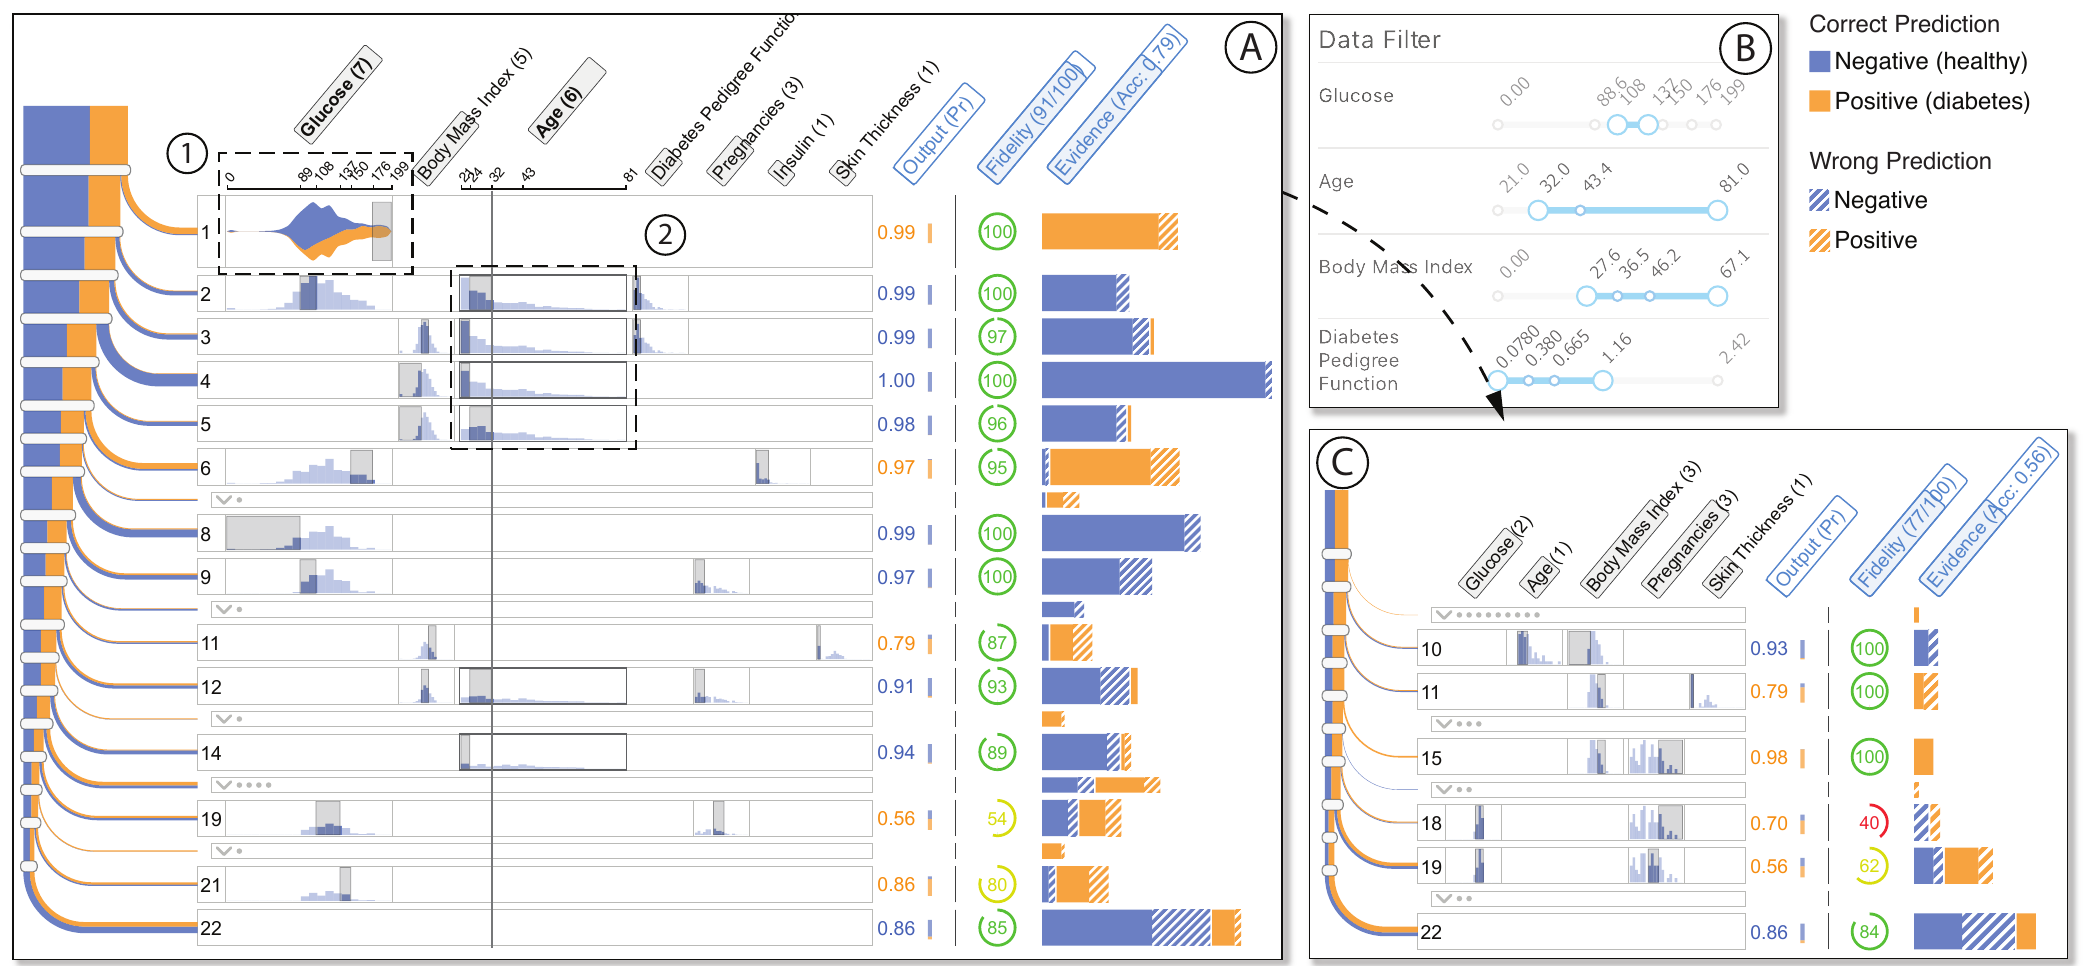 A
Glucose (7)
Body Mass Index (5)
Age (6)
Diabetes Pedigree Functio
Pregnancies (3)
Insulin (1)
Skin Thickness (1)
Output (Pr)
Fidelity (91/100)
Evidence (Acc: 0.79)
1
0 89 108 137 150 176 199
21 24 32 43 81
2
1 0.99 100
2 0.99 100
3 0.99 97
4 1.00 100
5 0.98 96
6 0.97 95
8 0.99 100
9 0.97 100
11 0.79 87
12 0.91 93
14 0.94 89
19 0.56 54
21 0.86 80
22 0.86 85
B
Data Filter
Glucose
0.00 88.6 108 137 150 176 199
Age
21.0 32.0 43.4 81.0
Body Mass Index
0.00 27.6 36.5 46.2 67.1
Diabetes
Pedigree
Function
0.0780 0.380 0.665 1.16 2.42
Correct Prediction
Negative (healthy)
Positive (diabetes)
Wrong Prediction
Negative
Positive
C
Glucose (2)
Age (1)
Body Mass Index (3)
Pregnancies (3)
Skin Thickness (1)
Output (Pr)
Fidelity (77/100)
Evidence (Acc: 0.56)
10 0.93 100
11 0.79 100
15 0.98 100
18 0.70 40
19 0.56 62
22 0.86 84